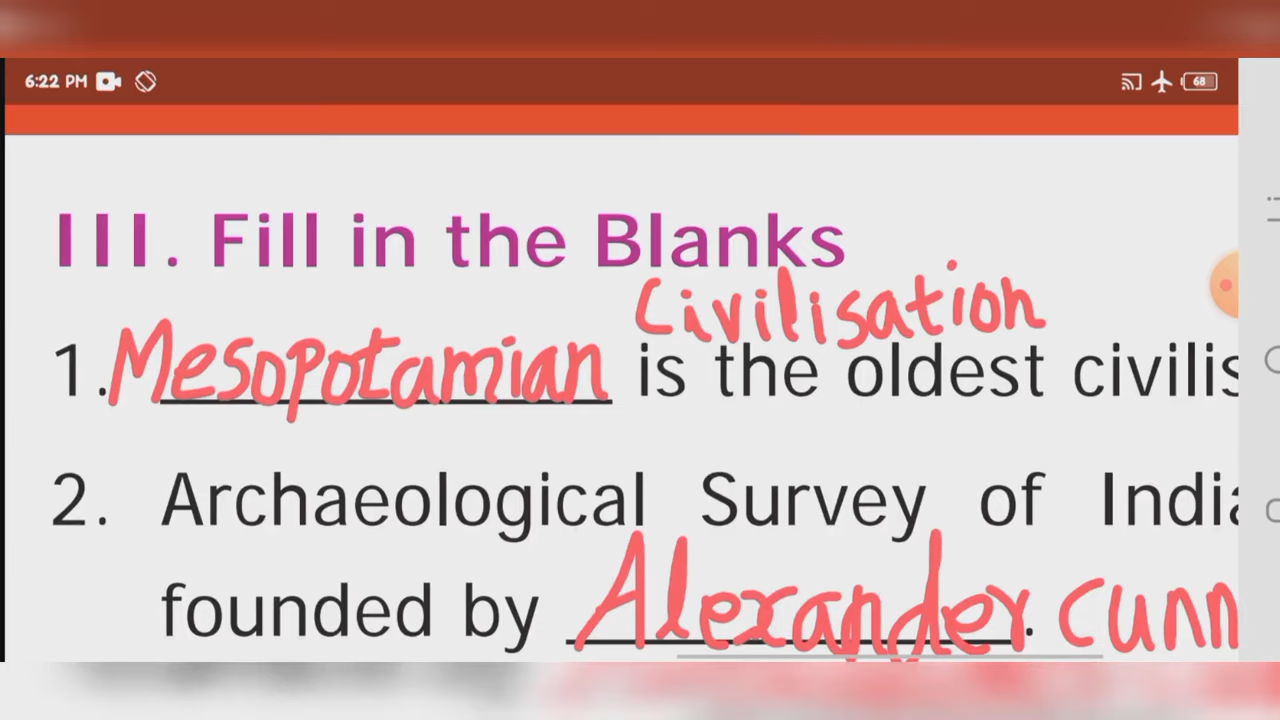 6:22 PM 68
III. Fill in the Blanks
Civilisation
1. Mesopotamian is the oldest civilis
2. Archaeological Survey of India
founded by Alexander cunn